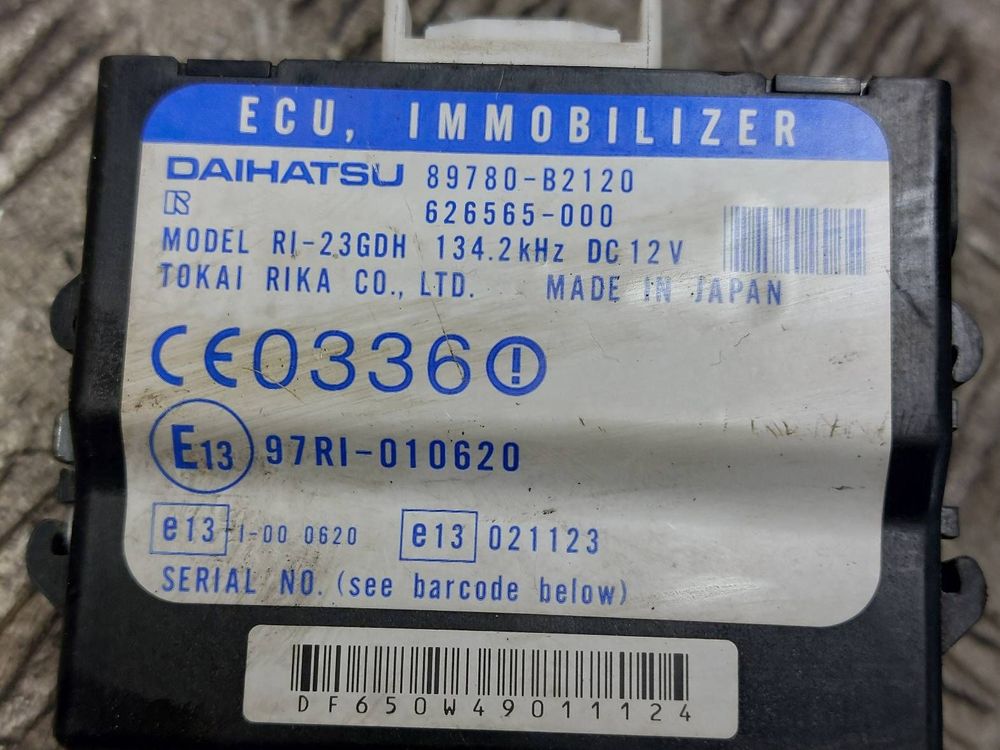 ECU, IMMOBILIZER
DAIHATSU 89780-B2120
R 626565-000
MODEL RI-23GDH 134.2kHz DC12V
TOKAI RIKA CO., LTD. MADE IN JAPAN
CE0336!
E13 97RI-010620
e13 1-00 0620 e13 021123
SERIAL NO. (see barcode below)
DF650W49011124